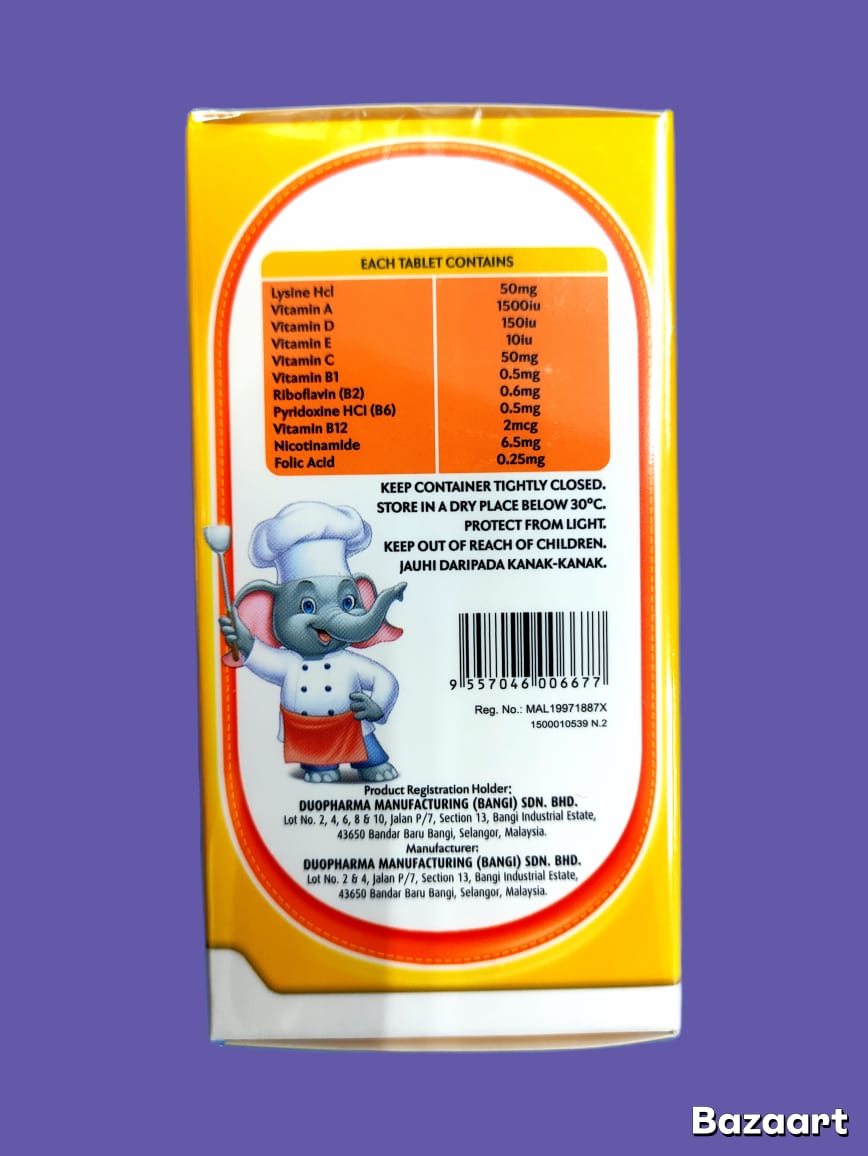 EACH TABLET CONTAINS
Lysine Hcl 50mg
Vitamin A 1500iu
Vitamin D 150iu
Vitamin E 10iu
Vitamin C 50mg
Vitamin B1 0.5mg
Riboflavin (B2) 0.6mg
Pyridoxine HCl (B6) 0.5mg
Vitamin B12 2mcg
Nicotinamide 6.5mg
Folic Acid 0.25mg
KEEP CONTAINER TIGHTLY CLOSED.
STORE IN A DRY PLACE BELOW 30°C.
PROTECT FROM LIGHT.
KEEP OUT OF REACH OF CHILDREN.
JAUHI DARIPADA KANAK-KANAK.
9 557046 006677
Reg. No.: MAL19971887X
1500010539 N.2
Product Registration Holder:
DUOPHARMA MANUFACTURING (BANGI) SDN. BHD.
Lot No. 2, 4, 6, 8 & 10, Jalan P/7, Section 13, Bangi Industrial Estate,
43650 Bandar Baru Bangi, Selangor, Malaysia.
Manufacturer:
DUOPHARMA MANUFACTURING (BANGI) SDN. BHD.
Lot No. 2 & 4, Jalan P/7, Section 13, Bangi Industrial Estate,
43650 Bandar Baru Bangi, Selangor, Malaysia.
Bazaart